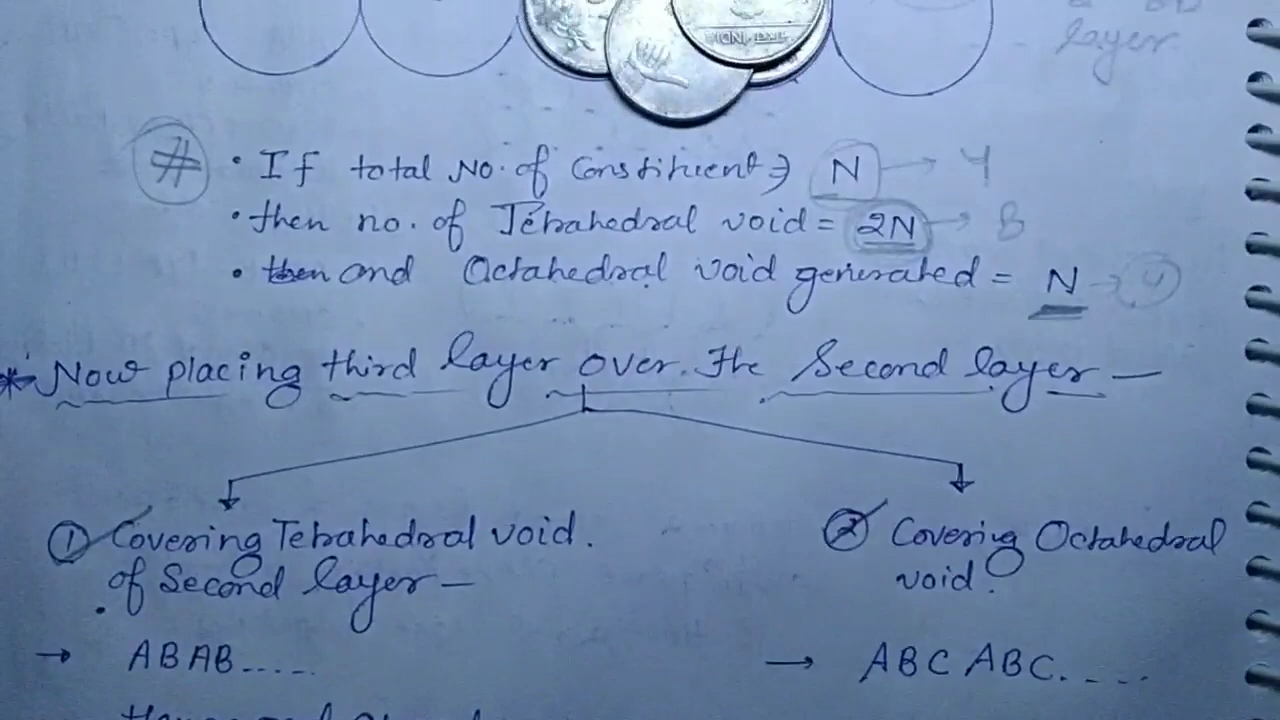 layer
# • If total No. of Constituent ⇒ N → 4
• then no. of Tetrahedral void = 2N → 8
• then and Octahedral void generated = N → 4
* Now placing third layer over the Second layer —
① Covering Tetrahedral void
of Second layer —
→ ABAB.....
② Covering Octahedral
void.
→ ABC ABC....